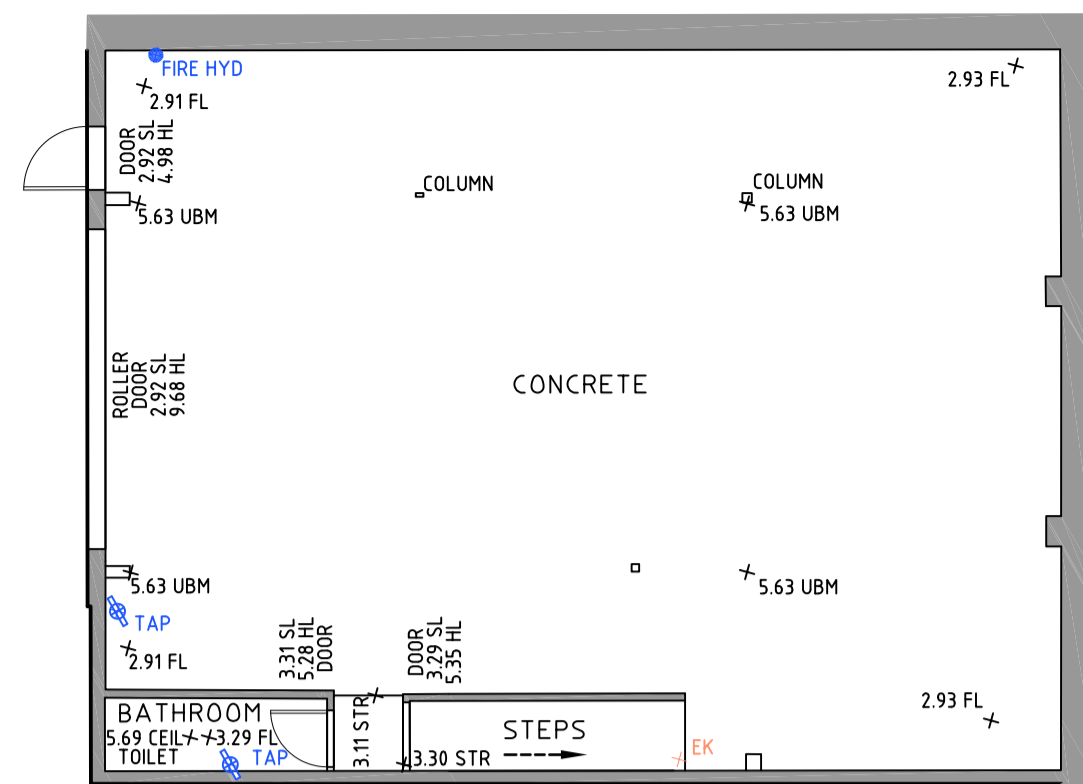 FIRE HYD
2.91 FL
2.93 FL
DOOR
2.92 SL
4.98 HL
COLUMN
COLUMN
5.63 UBM
5.63 UBM
ROLLER
DOOR
2.92 SL
9.68 HL
CONCRETE
5.63 UBM
5.63 UBM
TAP
2.91 FL
3.31 SL
5.28 HL
DOOR
DOOR
3.29 SL
5.35 HL
2.93 FL
BATHROOM
5.69 CEIL
3.29 FL
TOILET
TAP
3.11 STR
STEPS
3.30 STR
EK